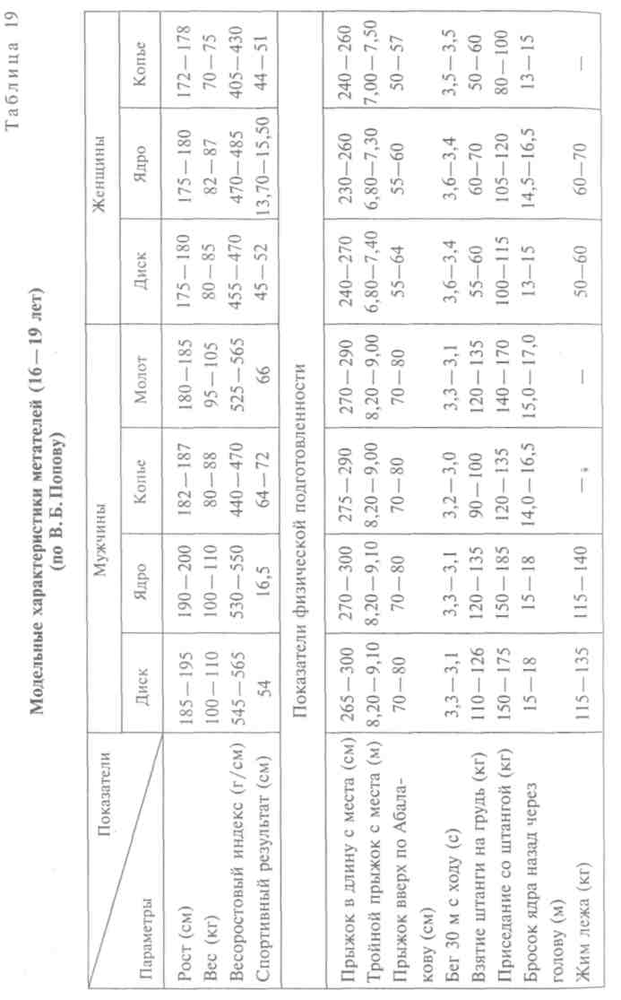 Таблица 19
Модельные характеристики метателей (16—19 лет)
(по В. Б. Попову)
Показатели
Параметры
Мужчины Женщины
Диск Ядро Копье Молот Диск Ядро Копье
Рост (см) 185—195 190—200 182—187 180—185 175—180 175—180 172—178
Вес (кг) 100—110 100—110 80—88 95—105 80—85 82—87 70—75
Весоростовый индекс (г/см) 545—565 530—550 440—470 525—565 455—470 470—485 405—430
Спортивный результат (см) 54 16,5 64—72 66 45—52 13,70—15,50 44—51
Показатели физической подготовленности
Прыжок в длину с места (см) 265—300 270—300 275—290 270—290 240—270 230—260 240—260
Тройной прыжок с места (м) 8,20—9,10 8,20—9,10 8,20—9,00 8,20—9,00 6,80—7,40 6,80—7,30 7,00—7,50
Прыжок вверх по Абала-
кову (см) 70—80 70—80 70—80 70—80 55—64 55—60 50—57
Бег 30 м с ходу (с) 3,3—3,1 3,3—3,1 3,2—3,0 3,3—3,1 3,6—3,4 3,6—3,4 3,5—3,5
Взятие штанги на грудь (кг) 110—126 120—135 90—100 120—135 55—60 60—70 50—60
Приседание со штангой (кг) 150—175 150—185 120—135 140—170 100—115 105—120 80—100
Бросок ядра назад через
голову (м) 15—18 15—18 14,0—16,5 15,0—17,0 13—15 14,5—16,5 13—15
Жим лежа (кг) 115—135 115—140 — — 50—60 60—70 —